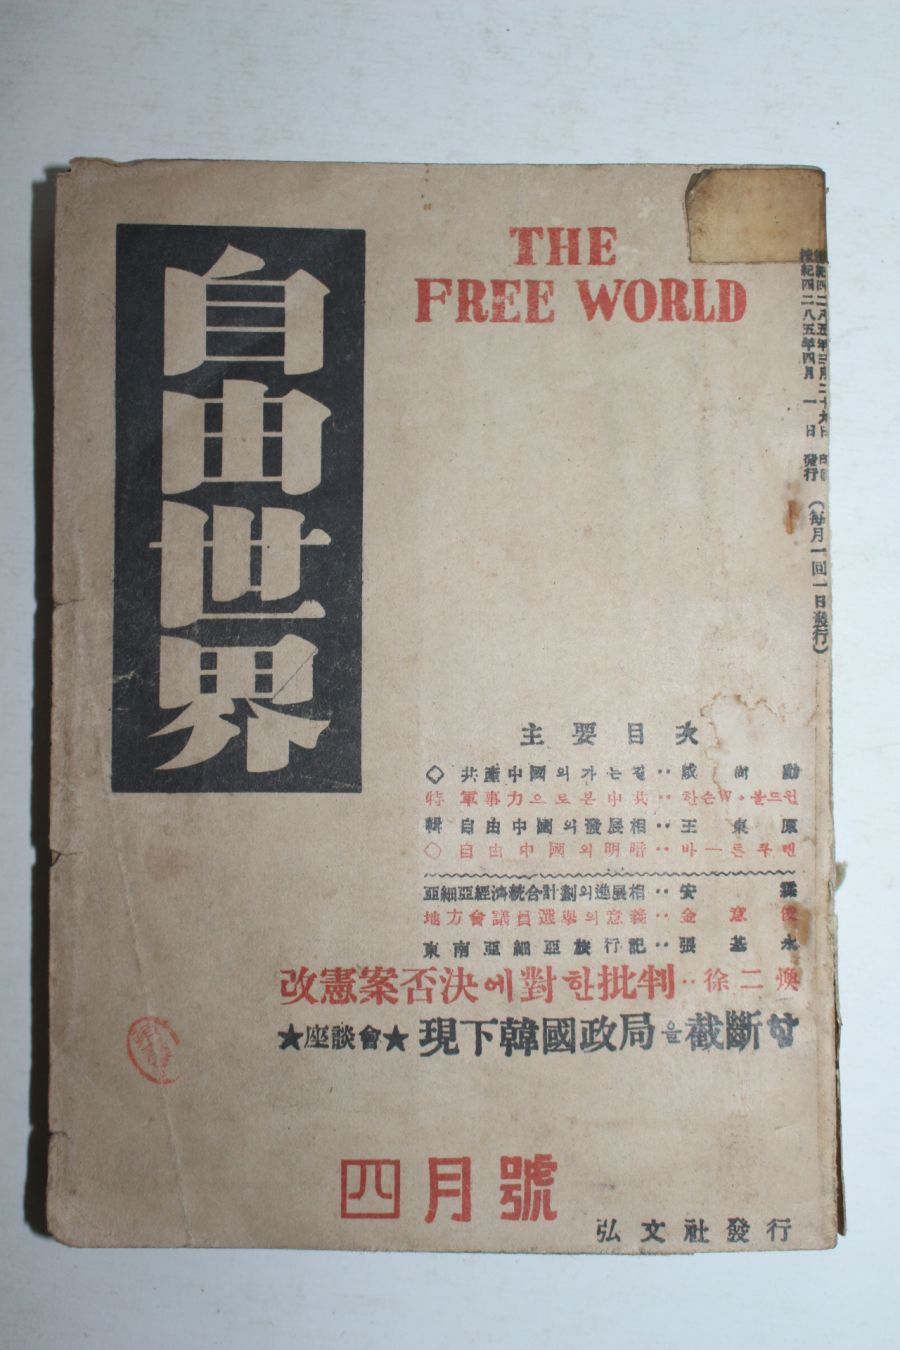 自由世界
THE
FREE WORLD
檀紀四二八五年四月一日 發行
(每月一回一日發行)
主要目次
◇ 共產中國의가는길‥咸尙勳
特 軍事力으로본中共‥한손W·볼드윈
輯 自由中國의發展相‥王東原
◇ 自由中國의明暗‥바—튼
亞細亞經濟統合計劃의進展相‥安霖
地方會議員選擧의意義‥金意俊
東南亞細亞旅行記‥張基永
改憲案否決에對한批判‥徐二煥
★座談會★ 現下韓國政局을截斷함
四月號
弘文社發行